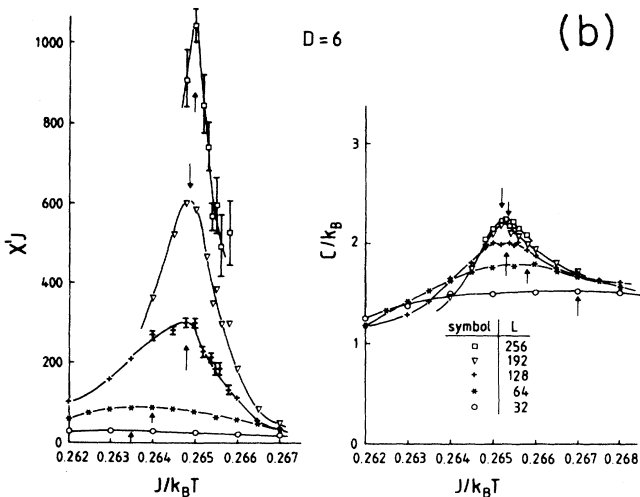 D=6
(b)
1000
800
600
400
200
0
χ'J
0.262 0.263 0.264 0.265 0.266 0.267
J/k_BT
3
2
1
C/k_B
symbol L
□ 256
▽ 192
+ 128
* 64
○ 32
0.262 0.263 0.264 0.265 0.266 0.267 0.268
J/k_BT